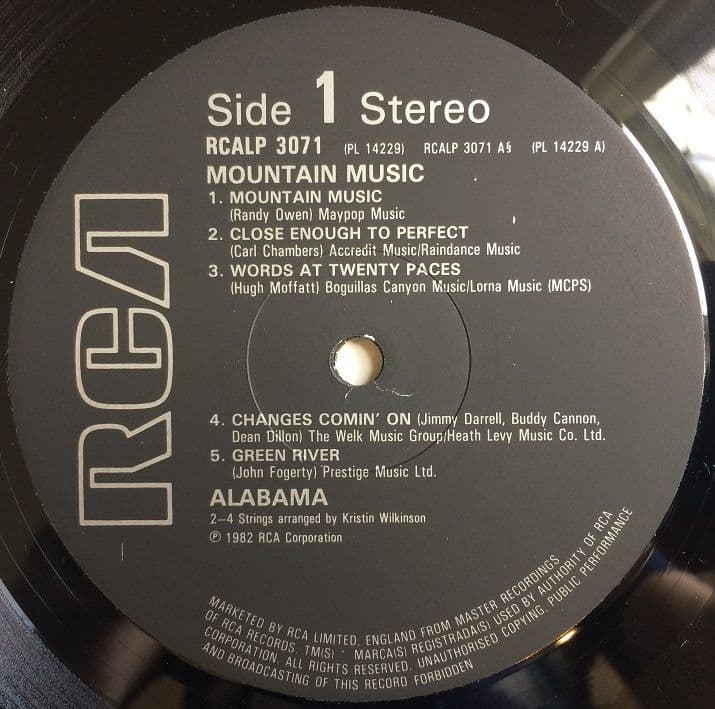 RCA
Side 1 Stereo
RCALP 3071 (PL 14229) RCALP 3071 A§ (PL 14229 A)
MOUNTAIN MUSIC
1. MOUNTAIN MUSIC
(Randy Owen) Maypop Music
2. CLOSE ENOUGH TO PERFECT
(Carl Chambers) Accredit Music/Raindance Music
3. WORDS AT TWENTY PACES
(Hugh Moffatt) Boguillas Canyon Music/Lorna Music (MCPS)
4. CHANGES COMIN' ON (Jimmy Darrell, Buddy Cannon,
Dean Dillon) The Welk Music Group/Heath Levy Music Co. Ltd.
5. GREEN RIVER
(John Fogerty) Prestige Music Ltd.
ALABAMA
2–4 Strings arranged by Kristin Wilkinson
℗ 1982 RCA Corporation
MARKETED BY RCA LIMITED, ENGLAND FROM MASTER RECORDINGS
OF RCA RECORDS. TM(S) * MARCA(S) REGISTRADA(S) USED BY AUTHORITY OF RCA
CORPORATION. ALL RIGHTS RESERVED. UNAUTHORISED COPYING, PUBLIC PERFORMANCE
AND BROADCASTING OF THIS RECORD FORBIDDEN